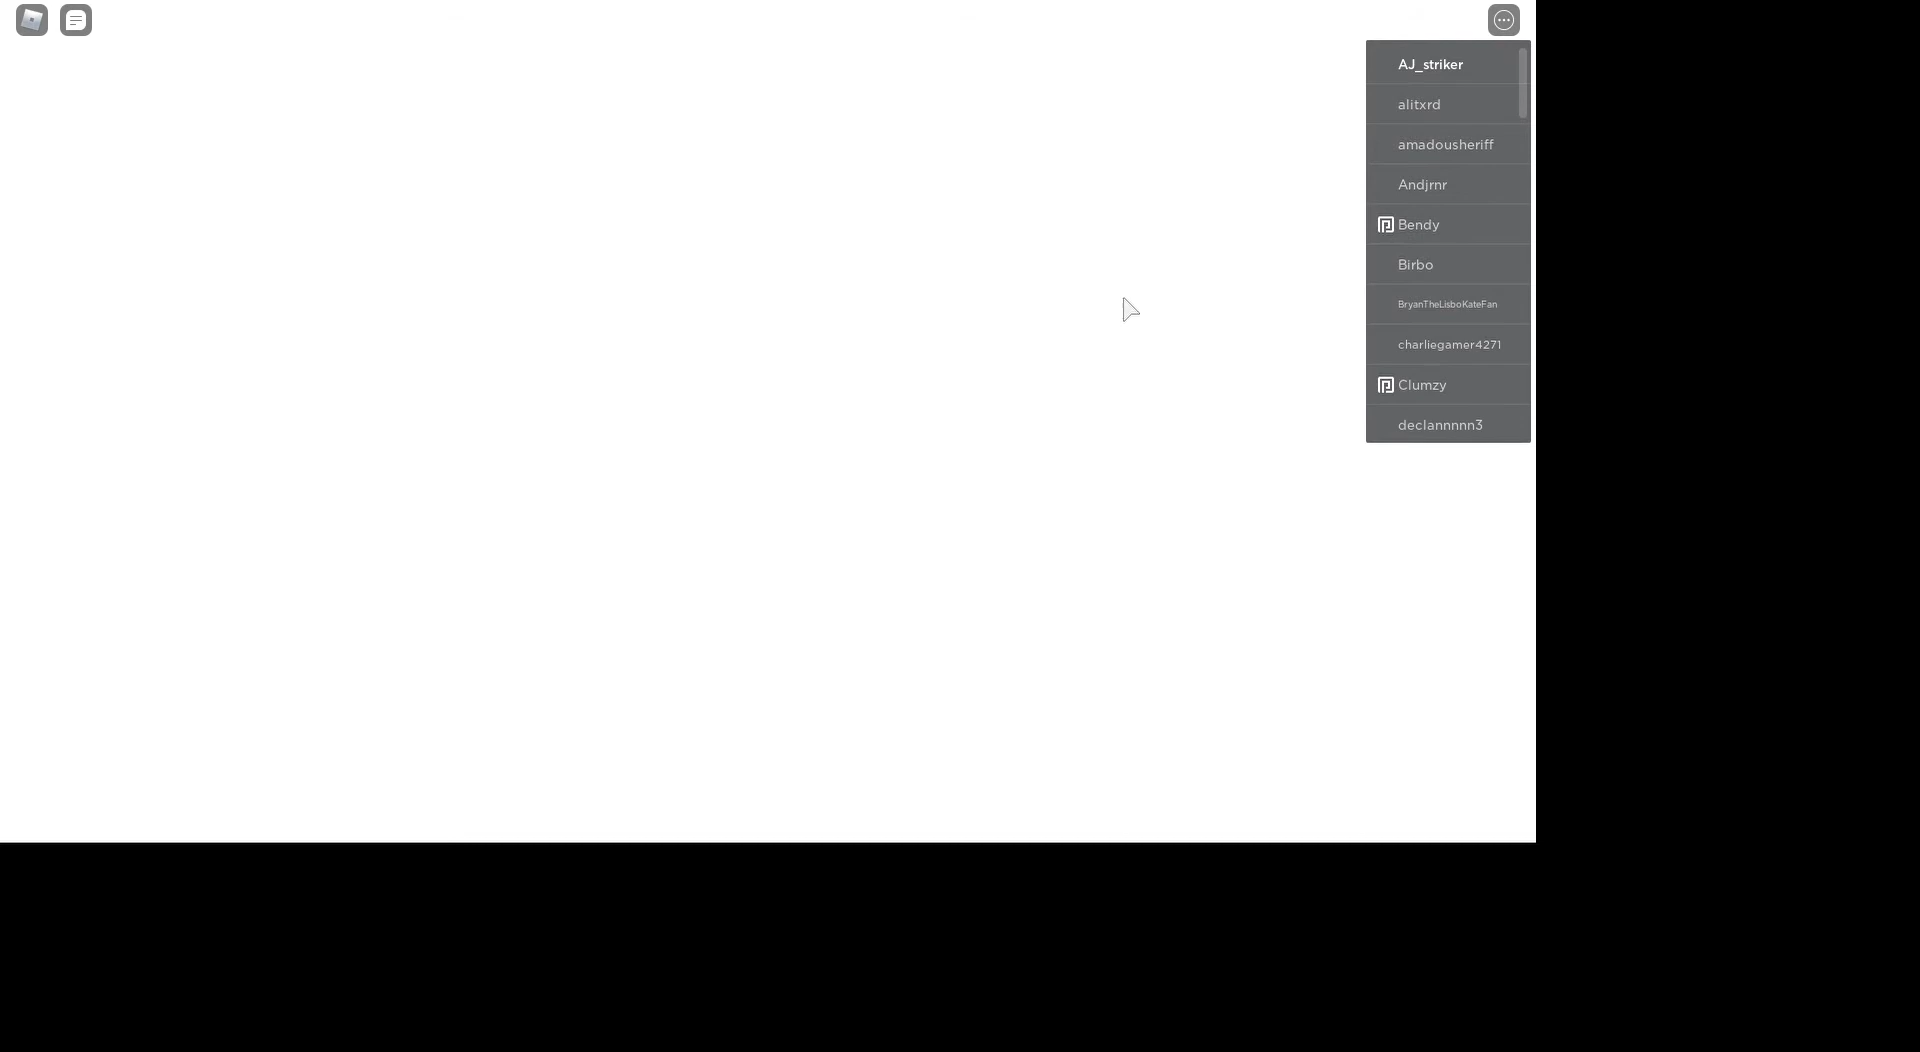 AJ_striker
alitxrd
amadousheriff
Andjrnr
Bendy
Birbo
BryanTheLisboKateFan
charliegamer4271
Clumzy
declannnnn3